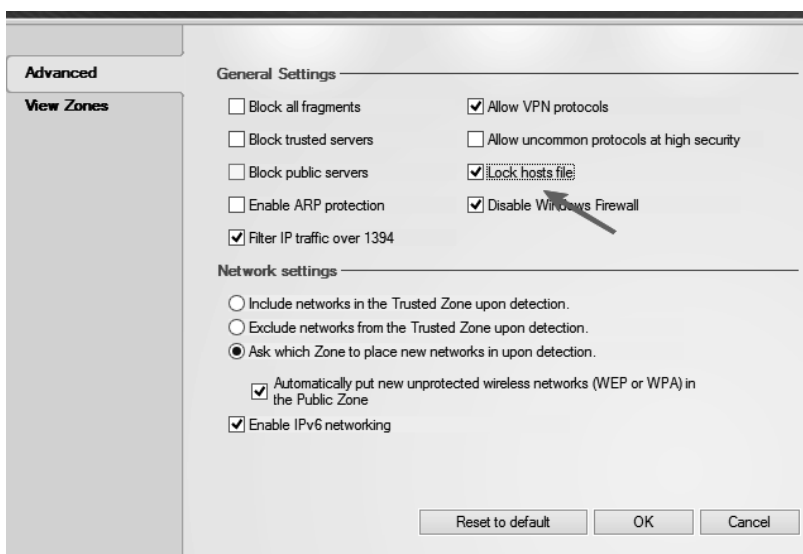 Advanced
View Zones
General Settings
Block all fragments
Allow VPN protocols
Block trusted servers
Allow uncommon protocols at high security
Block public servers
Lock hosts file
Enable ARP protection
Disable Windows Firewall
Filter IP traffic over 1394
Network settings
Include networks in the Trusted Zone upon detection.
Exclude networks from the Trusted Zone upon detection.
Ask which Zone to place new networks in upon detection.
Automatically put new unprotected wireless networks (WEP or WPA) in
the Public Zone
Enable IPv6 networking
Reset to default
OK
Cancel